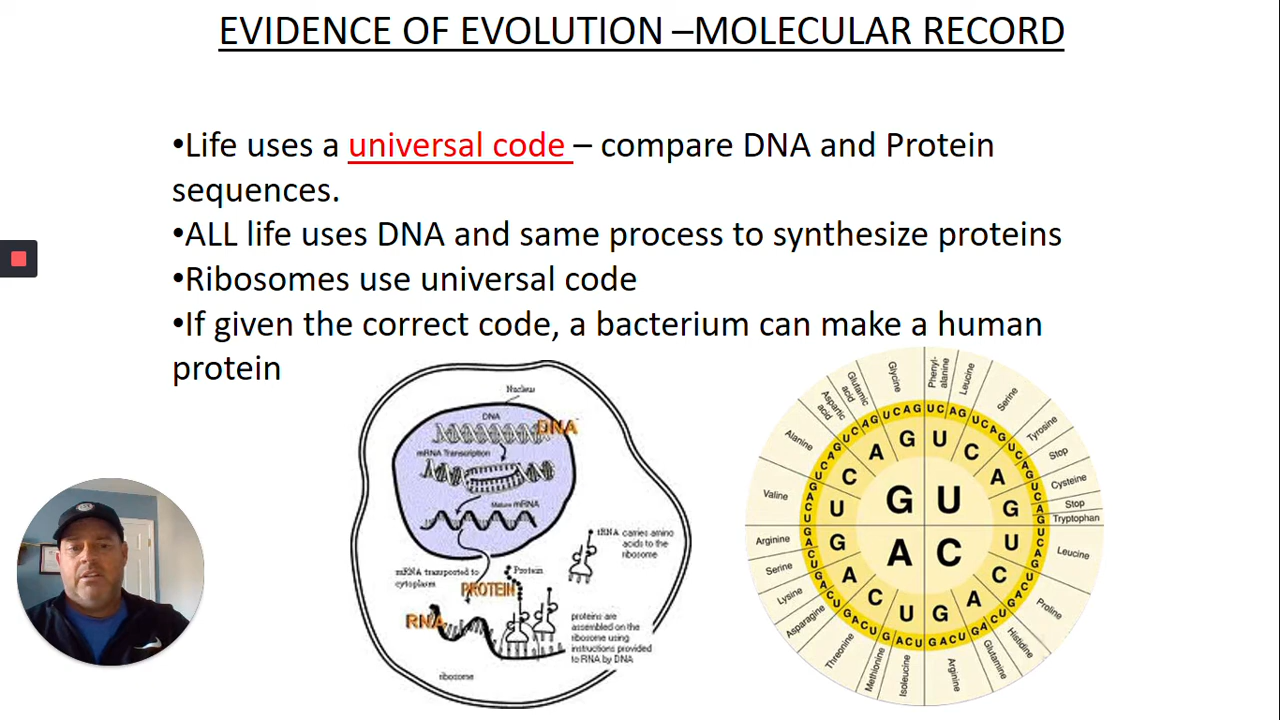 EVIDENCE OF EVOLUTION –MOLECULAR RECORD
•Life uses a universal code – compare DNA and Protein
sequences.
•ALL life uses DNA and same process to synthesize proteins
•Ribosomes use universal code
•If given the correct code, a bacterium can make a human
protein
Nucleus
DNA
DNA
mRNA Transcription
Mature mRNA
mRNA transported to
cytoplasm
Protein
PROTEIN
RNA
tRNA carries amino
acids to the
ribosome
proteins are
assembled on the
ribosome using
instructions provided
to RNA by DNA
ribosome
G U
A C
U C A G
U C A G
U C A G
U C A G
Phenyl-
alanine
Leucine
Serine
Tyrosine
Stop
Cysteine
Stop
Tryptophan
Leucine
Proline
Histidine
Glutamine
Arginine
Isoleucine
Methionine
Threonine
Asparagine
Lysine
Serine
Arginine
Valine
Alanine
Aspartic
acid
Glutamic
acid
Glycine